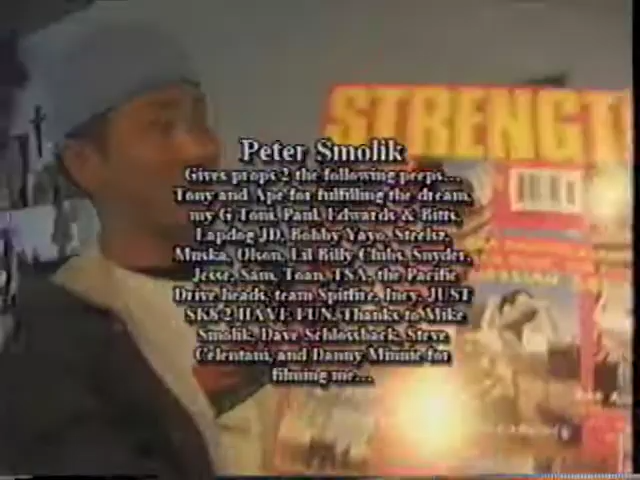 STRENGT
Peter Smolik
Gives props 2 the following peeps...
Tony and Ape for fulfilling the dream,
my G Toni, Paul, Edwards & Bitts,
Lapdog JD, Bobby Yayo, Strelsr,
Muska, Olson, Lil Billy Chibs, Snyder,
Jesse, Sam, Toan, TSA, the Pacific
Drive heads, team Spitfire, Incy, JUST
SK8 2 HAVE FUN. Thanks to Mike
Smolik, Dave Schlossback, Steve
Celentani, and Danny Minnie for
filming me...